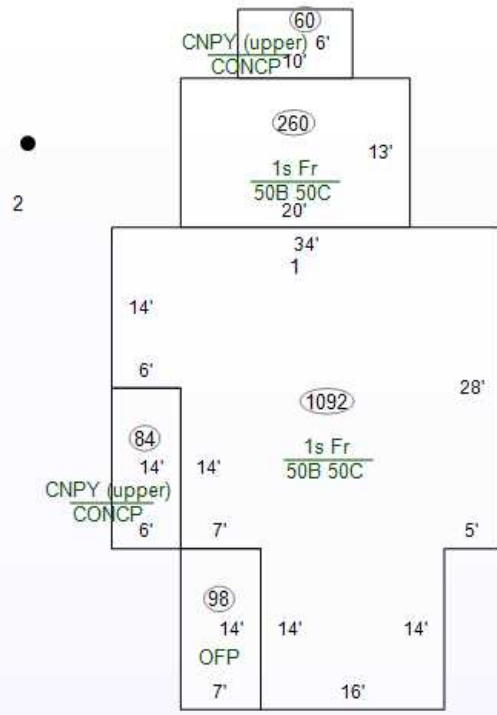 60
CNPY (upper) 6'
CONCP 10'
260
13'
1s Fr
50B 50C
20'
2
34'
1
14'
6'
28'
1092
84
14' 14'
1s Fr
50B 50C
CNPY (upper)
CONCP
6' 7' 5'
98
14' 14' 14'
OFP
7' 16'